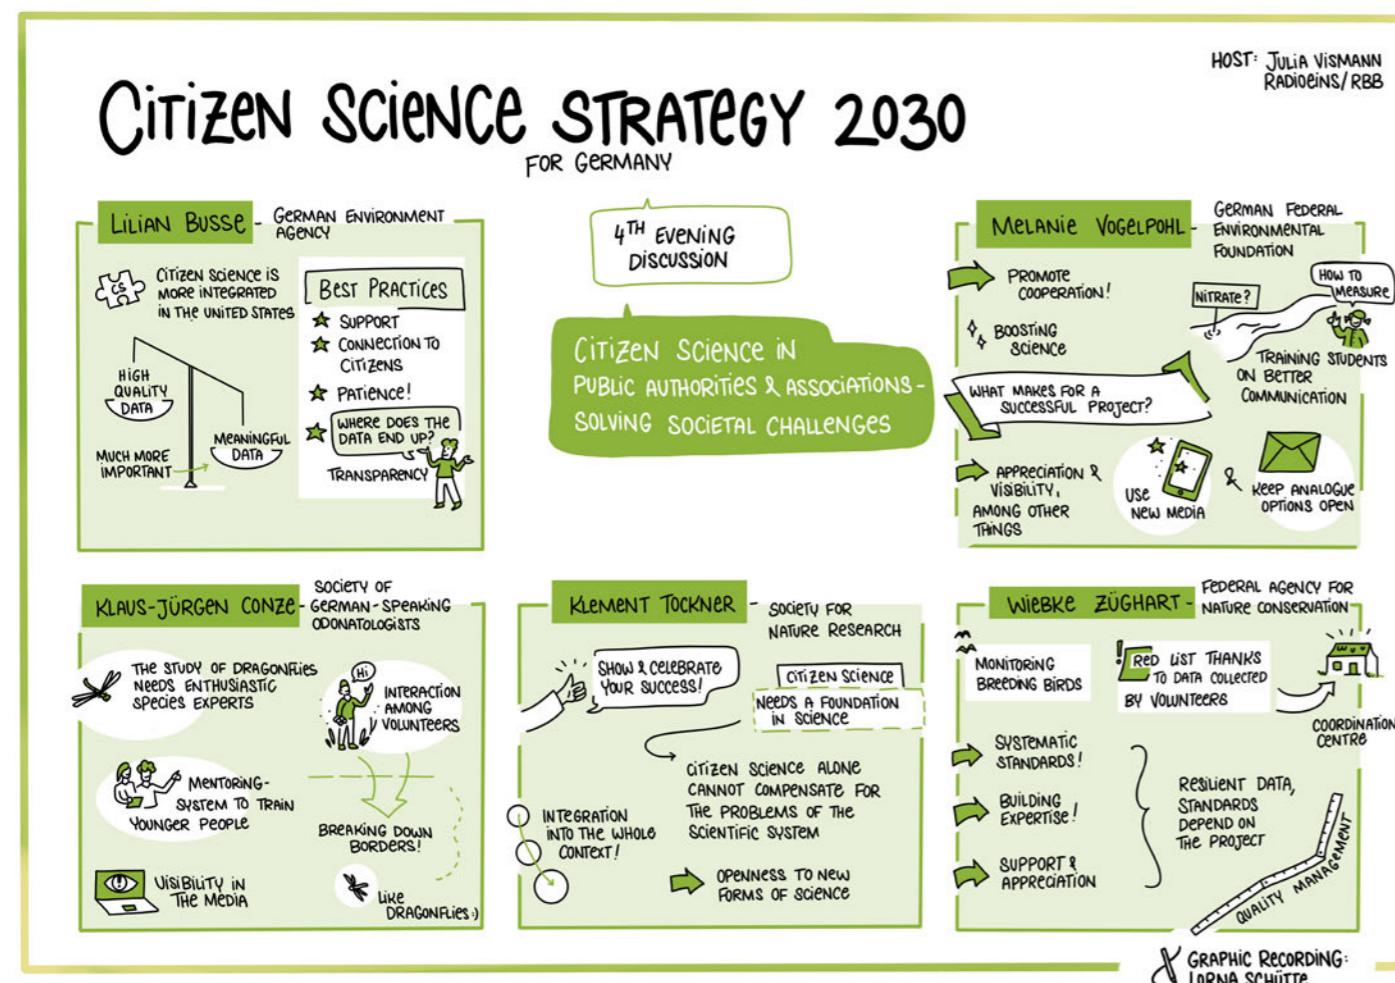 HOST: JULIA VISMANN
RADIOEINS/RBB
CITIZEN SCIENCE STRATEGY 2030
FOR GERMANY
4TH EVENING
DISCUSSION
CITIZEN SCIENCE IN
PUBLIC AUTHORITIES & ASSOCIATIONS -
SOLVING SOCIETAL CHALLENGES
LILIAN BUSSE - GERMAN ENVIRONMENT
AGENCY
CS
CITIZEN SCIENCE IS
MORE INTEGRATED
IN THE UNITED STATES
HIGH
QUALITY
DATA
MEANINGFUL
DATA
MUCH MORE
IMPORTANT
BEST PRACTICES
SUPPORT
CONNECTION TO
CITIZENS
PATIENCE!
WHERE DOES THE
DATA END UP?
TRANSPARENCY
MELANIE VOGELPOHL - GERMAN FEDERAL
ENVIRONMENTAL
FOUNDATION
PROMOTE
COOPERATION!
BOOSTING
SCIENCE
NITRATE?
HOW TO
MEASURE
TRAINING STUDENTS
ON BETTER
COMMUNICATION
WHAT MAKES FOR A
SUCCESSFUL PROJECT?
APPRECIATION &
VISIBILITY,
AMONG OTHER
THINGS
USE
NEW MEDIA
&
KEEP ANALOGUE
OPTIONS OPEN
KLAUS-JÜRGEN CONZE - SOCIETY OF
GERMAN-SPEAKING
ODONATOLOGISTS
THE STUDY OF DRAGONFLIES
NEEDS ENTHUSIASTIC
SPECIES EXPERTS
HI
INTERACTION
AMONG
VOLUNTEERS
MENTORING-
SYSTEM TO TRAIN
YOUNGER PEOPLE
BREAKING DOWN
BORDERS!
VISIBILITY IN
THE MEDIA
LIKE
DRAGONFLIES :)
KLEMENT TOCKNER - SOCIETY FOR
NATURE RESEARCH
SHOW & CELEBRATE
YOUR SUCCESS!
CITIZEN SCIENCE
NEEDS A FOUNDATION
IN SCIENCE
CITIZEN SCIENCE ALONE
CANNOT COMPENSATE FOR
THE PROBLEMS OF THE
SCIENTIFIC SYSTEM
INTEGRATION
INTO THE WHOLE
CONTEXT!
OPENNESS TO NEW
FORMS OF SCIENCE
WIEBKE ZÜGHART - FEDERAL AGENCY FOR
NATURE CONSERVATION
MONITORING
BREEDING BIRDS
! RED LIST THANKS
TO DATA COLLECTED
BY VOLUNTEERS
COORDINATION
CENTRE
SYSTEMATIC
STANDARDS!
BUILDING
EXPERTISE!
SUPPORT &
APPRECIATION
RESILIENT DATA,
STANDARDS
DEPEND ON
THE PROJECT
QUALITY MANAGEMENT
GRAPHIC RECORDING:
LORNA SCHÜTTE